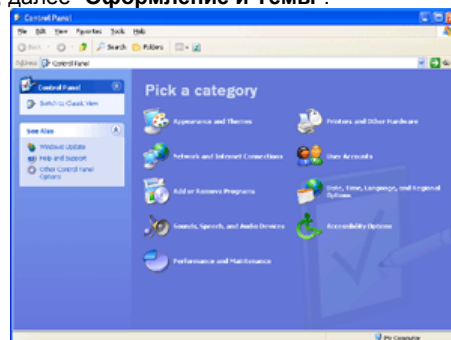 далее "Оформление и Темы".
Control Panel
File Edit View Favorites Tools Help
Back Search Folders
Address Control Panel Go
Control Panel
Switch to Classic View
See Also
Windows Update
Help and Support
Other Control Panel
Options
Pick a category
Appearance and Themes
Printers and Other Hardware
Network and Internet Connections
User Accounts
Add or Remove Programs
Date, Time, Language, and Regional
Options
Sounds, Speech, and Audio Devices
Accessibility Options
Performance and Maintenance
My Computer